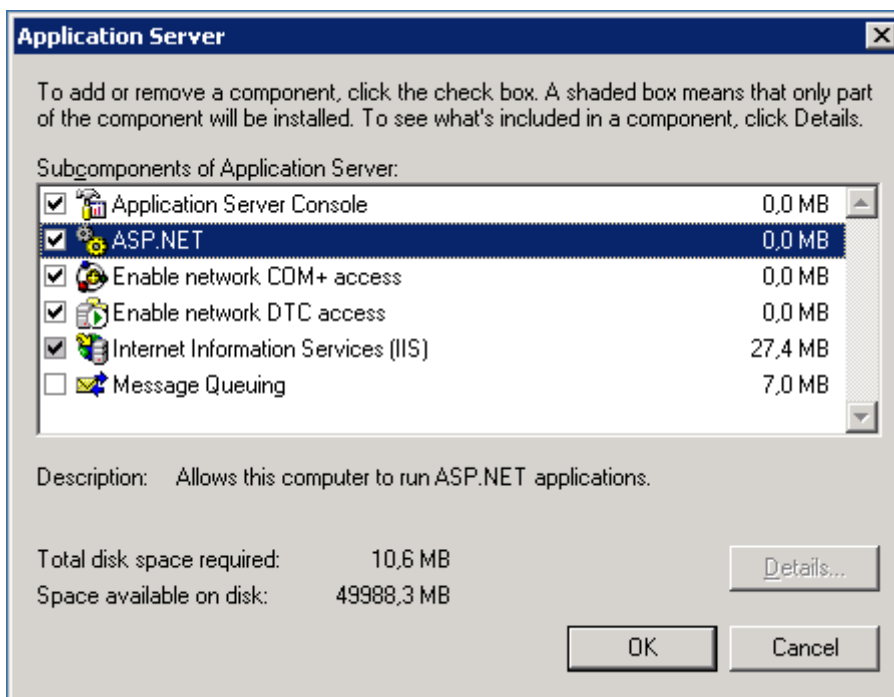 Application Server
To add or remove a component, click the check box. A shaded box means that only part
of the component will be installed. To see what's included in a component, click Details.
Subcomponents of Application Server:
Application Server Console 0,0 MB
ASP.NET 0,0 MB
Enable network COM+ access 0,0 MB
Enable network DTC access 0,0 MB
Internet Information Services (IIS) 27,4 MB
Message Queuing 7,0 MB
Description: Allows this computer to run ASP.NET applications.
Total disk space required: 10,6 MB
Details...
Space available on disk: 49988,3 MB
OK Cancel